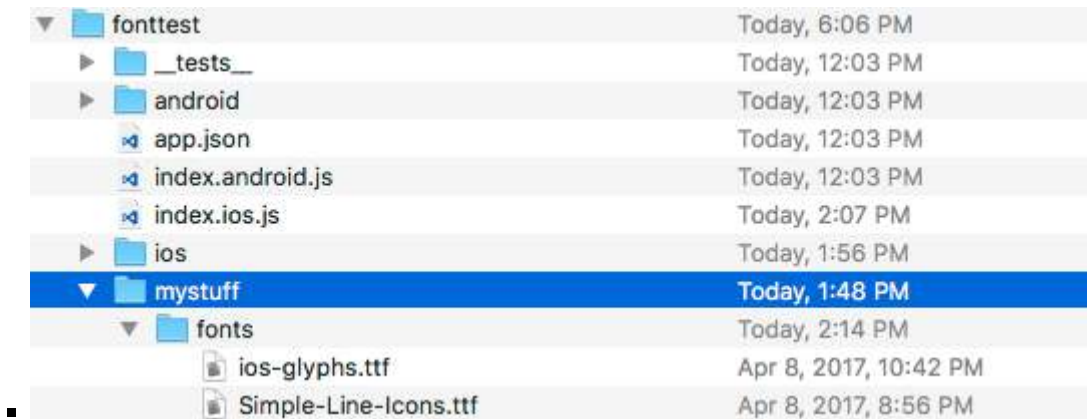 fonttest Today, 6:06 PM
__tests__ Today, 12:03 PM
android Today, 12:03 PM
app.json Today, 12:03 PM
index.android.js Today, 12:03 PM
index.ios.js Today, 2:07 PM
ios Today, 1:56 PM
mystuff Today, 1:48 PM
fonts Today, 2:14 PM
ios-glyphs.ttf Apr 8, 2017, 10:42 PM
Simple-Line-Icons.ttf Apr 8, 2017, 8:56 PM